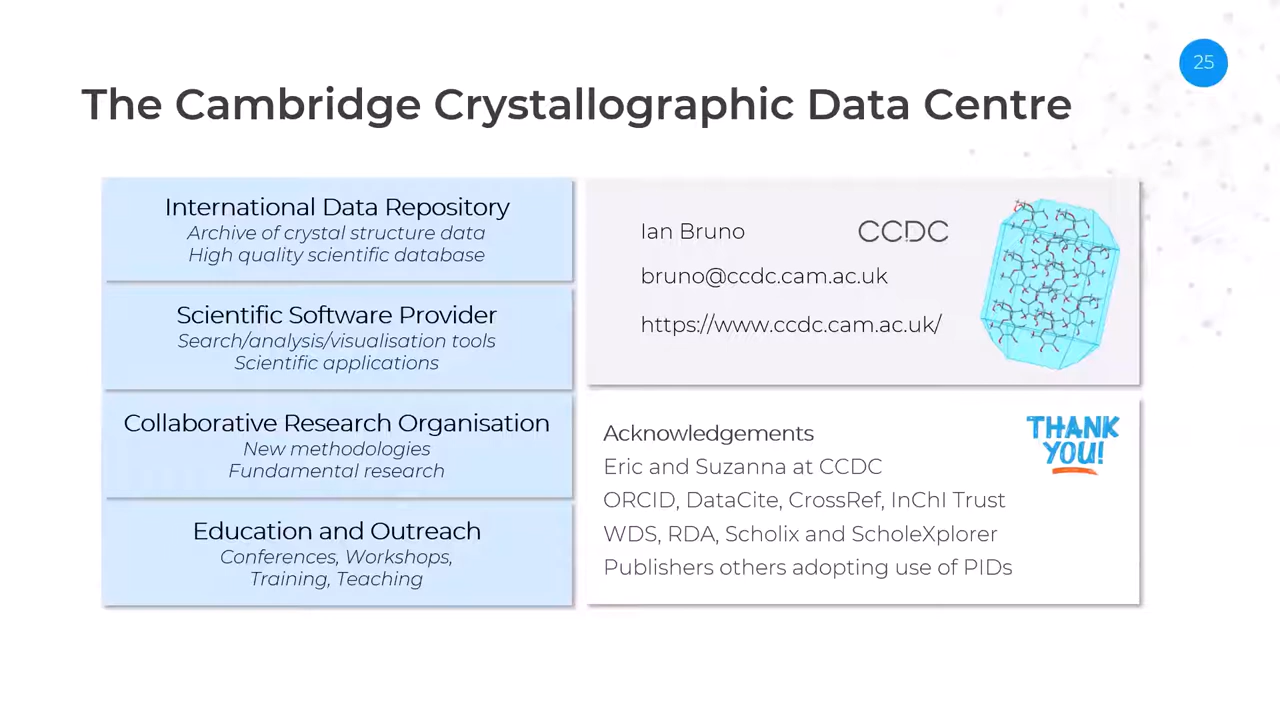 25
The Cambridge Crystallographic Data Centre
International Data Repository
Archive of crystal structure data
High quality scientific database
Scientific Software Provider
Search/analysis/visualisation tools
Scientific applications
Collaborative Research Organisation
New methodologies
Fundamental research
Education and Outreach
Conferences, Workshops,
Training, Teaching
Ian Bruno
CCDC
bruno@ccdc.cam.ac.uk
https://www.ccdc.cam.ac.uk/
Acknowledgements
THANK
YOU!
Eric and Suzanna at CCDC
ORCID, DataCite, CrossRef, InChI Trust
WDS, RDA, Scholix and ScholeXplorer
Publishers others adopting use of PIDs